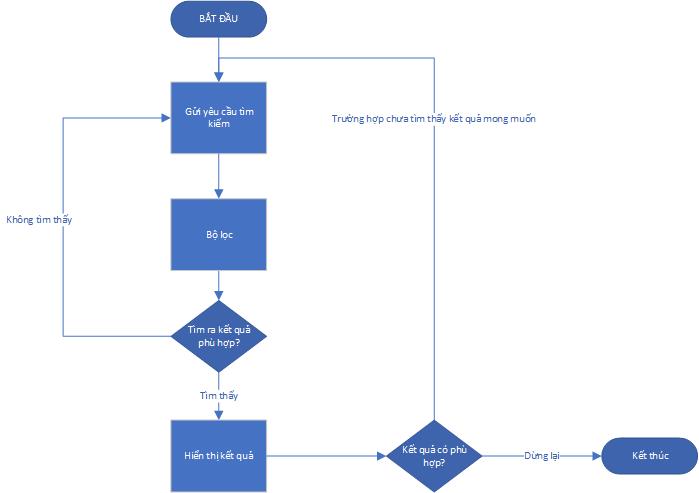 BẮT ĐẦU
Gửi yêu cầu tìm
kiếm
Trường hợp chưa tìm thấy kết quả mong muốn
Không tìm thấy
Bộ lọc
Tìm ra kết quả
phù hợp?
Tìm thấy
Hiển thị kết quả
Kết quả có phù
hợp?
Dừng lại
Kết thúc